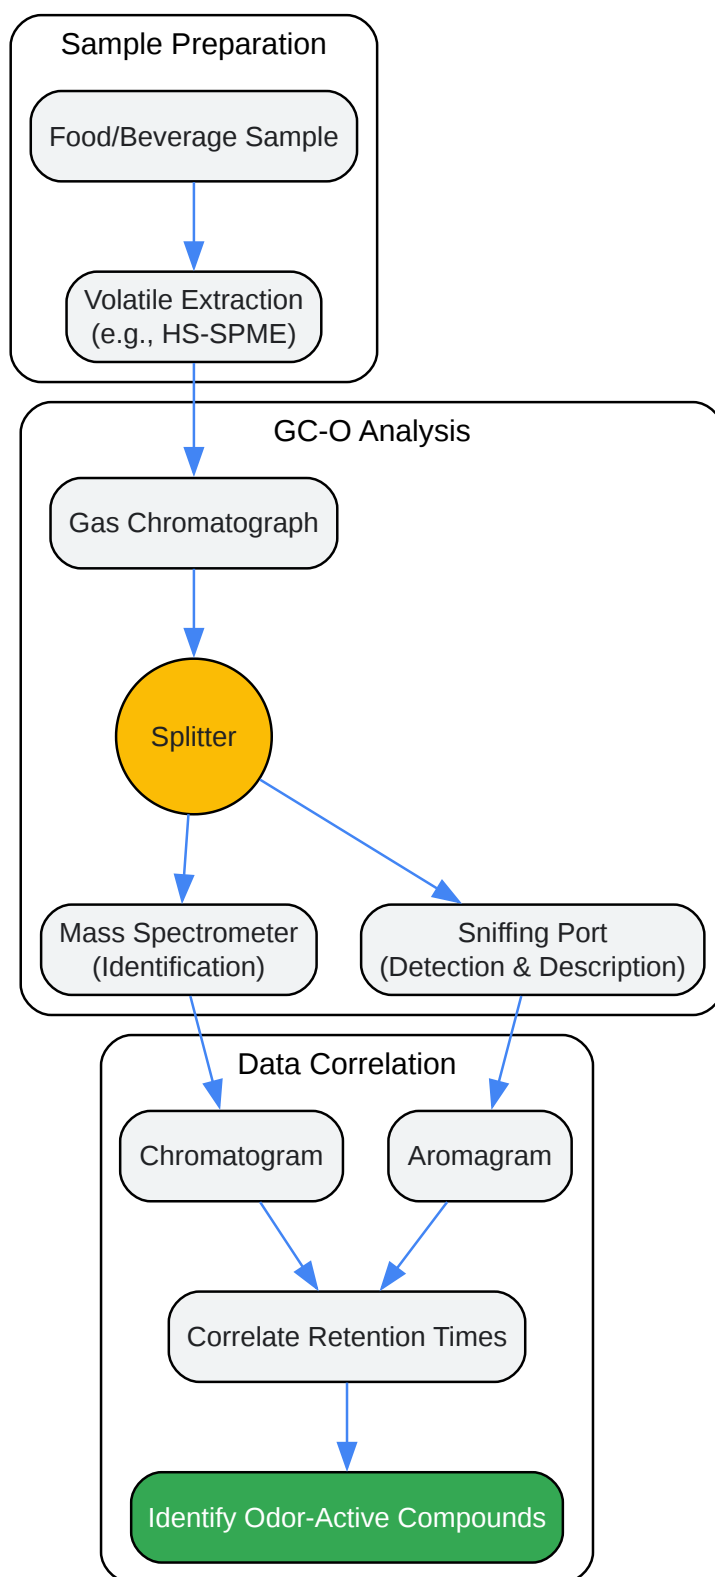 Sample Preparation
Food/Beverage Sample
Volatile Extraction
(e.g., HS-SPME)
GC-O Analysis
Gas Chromatograph
Splitter
Mass Spectrometer
(Identification)
Sniffing Port
(Detection & Description)
Data Correlation
Chromatogram
Aromagram
Correlate Retention Times
Identify Odor-Active Compounds